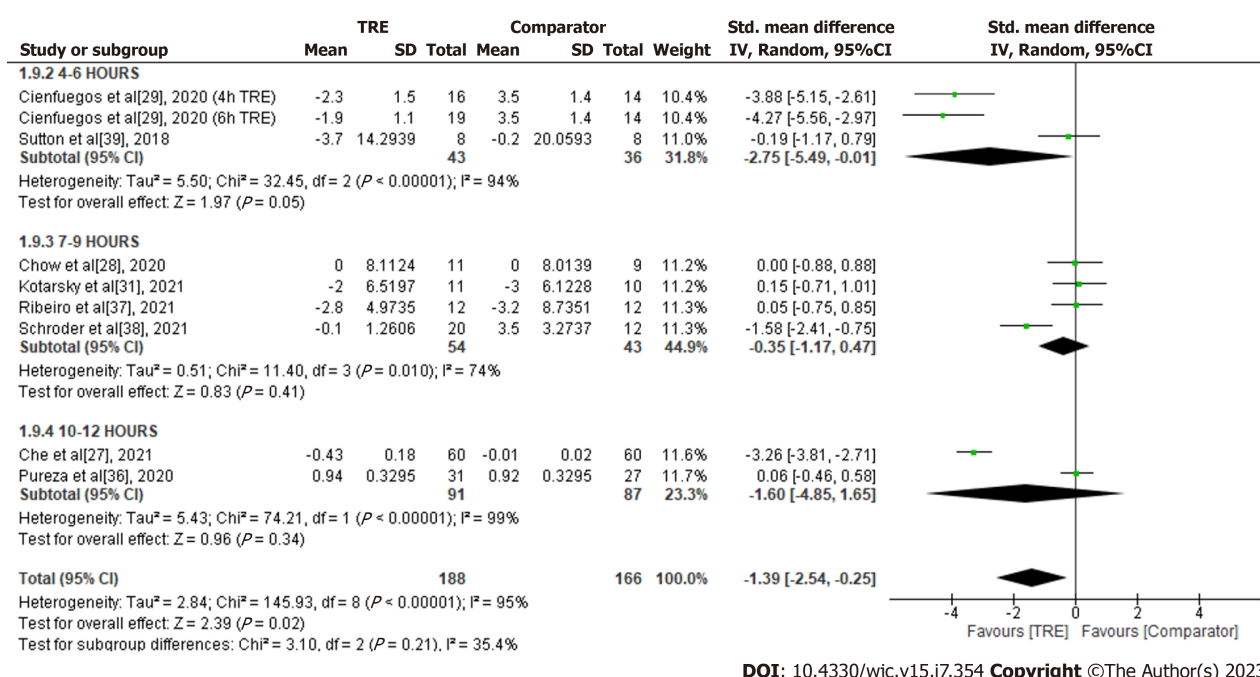 TRE Comparator Std. mean difference Std. mean difference
Study or subgroup Mean SD Total Mean SD Total Weight IV, Random, 95%CI IV, Random, 95%CI
1.9.2 4-6 HOURS
Cienfuegos et al[29], 2020 (4h TRE) -2.3 1.5 16 3.5 1.4 14 10.4% -3.88 [-5.15, -2.61]
Cienfuegos et al[29], 2020 (6h TRE) -1.9 1.1 19 3.5 1.4 14 10.4% -4.27 [-5.56, -2.97]
Sutton et al[39], 2018 -3.7 14.2939 8 -0.2 20.0593 8 11.0% -0.19 [-1.17, 0.79]
Subtotal (95% CI) 43 36 31.8% -2.75 [-5.49, -0.01]
Heterogeneity: Tau² = 5.50; Chi² = 32.45, df = 2 (P < 0.00001); I² = 94%
Test for overall effect: Z = 1.97 (P = 0.05)
1.9.3 7-9 HOURS
Chow et al[28], 2020 0 8.1124 11 0 8.0139 9 11.2% 0.00 [-0.88, 0.88]
Kotarsky et al[31], 2021 -2 6.5197 11 -3 6.1228 10 11.2% 0.15 [-0.71, 1.01]
Ribeiro et al[37], 2021 -2.8 4.9735 12 -3.2 8.7351 12 11.3% 0.05 [-0.75, 0.85]
Schroder et al[38], 2021 -0.1 1.2606 20 3.5 3.2737 12 11.3% -1.58 [-2.41, -0.75]
Subtotal (95% CI) 54 43 44.9% -0.35 [-1.17, 0.47]
Heterogeneity: Tau² = 0.51; Chi² = 11.40, df = 3 (P = 0.010); I² = 74%
Test for overall effect: Z = 0.83 (P = 0.41)
1.9.4 10-12 HOURS
Che et al[27], 2021 -0.43 0.18 60 -0.01 0.02 60 11.6% -3.26 [-3.81, -2.71]
Pureza et al[36], 2020 0.94 0.3295 31 0.92 0.3295 27 11.7% 0.06 [-0.46, 0.58]
Subtotal (95% CI) 91 87 23.3% -1.60 [-4.85, 1.65]
Heterogeneity: Tau² = 5.43; Chi² = 74.21, df = 1 (P < 0.00001); I² = 99%
Test for overall effect: Z = 0.96 (P = 0.34)
Total (95% CI) 188 166 100.0% -1.39 [-2.54, -0.25]
Heterogeneity: Tau² = 2.84; Chi² = 145.93, df = 8 (P < 0.00001); I² = 95%
Test for overall effect: Z = 2.39 (P = 0.02)
Test for subgroup differences: Chi² = 3.10, df = 2 (P = 0.21), I² = 35.4%
-4 -2 0 2 4
Favours [TRE] Favours [Comparator]
DOI: 10.4330/wjc.v15.i7.354 Copyright ©The Author(s) 2023